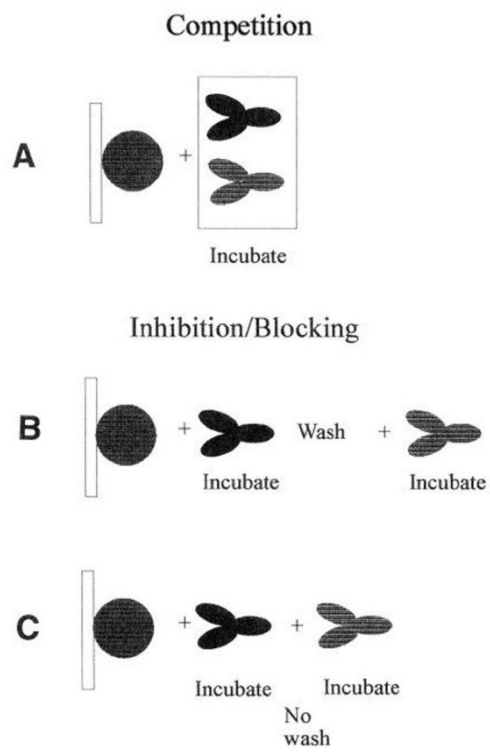 Competition
A
+
Incubate
Inhibition/Blocking
B
+ Wash +
Incubate Incubate
C
+ +
Incubate Incubate
No
wash